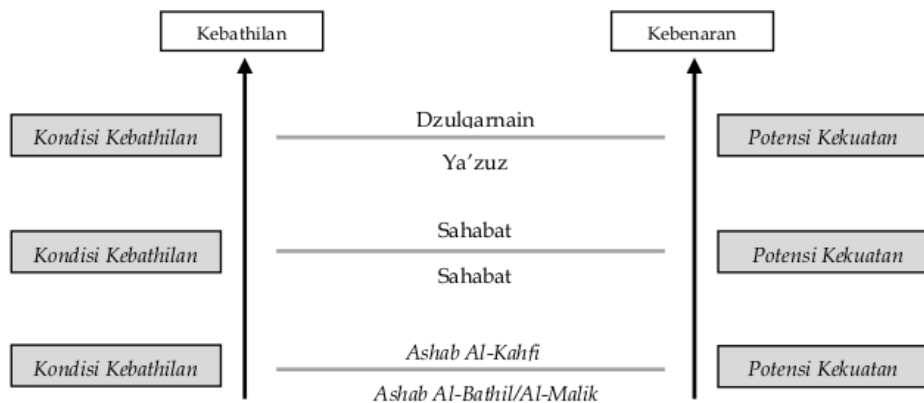 Kebathilan
Kebenaran
Kondisi Kebathilan
Dzulqarnain
Ya'zuz
Potensi Kekuatan
Kondisi Kebathilan
Sahabat
Sahabat
Potensi Kekuatan
Kondisi Kebathilan
Ashab Al-Kahfi
Ashab Al-Bathil/Al-Malik
Potensi Kekuatan